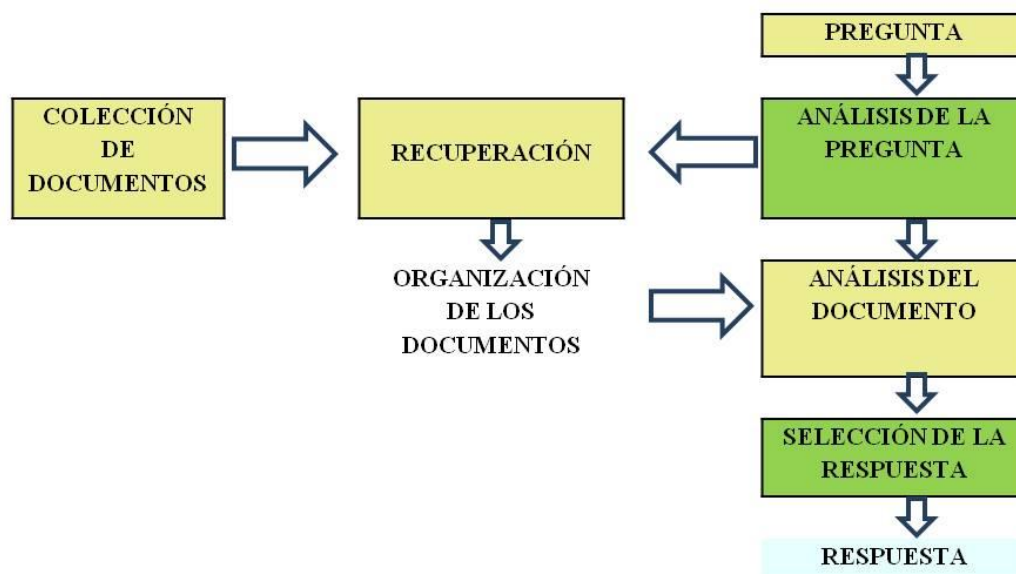 PREGUNTA
COLECCIÓN
DE
DOCUMENTOS
RECUPERACIÓN
ANÁLISIS DE LA
PREGUNTA
ORGANIZACIÓN
DE LOS
DOCUMENTOS
ANÁLISIS DEL
DOCUMENTO
SELECCIÓN DE LA
RESPUESTA
RESPUESTA